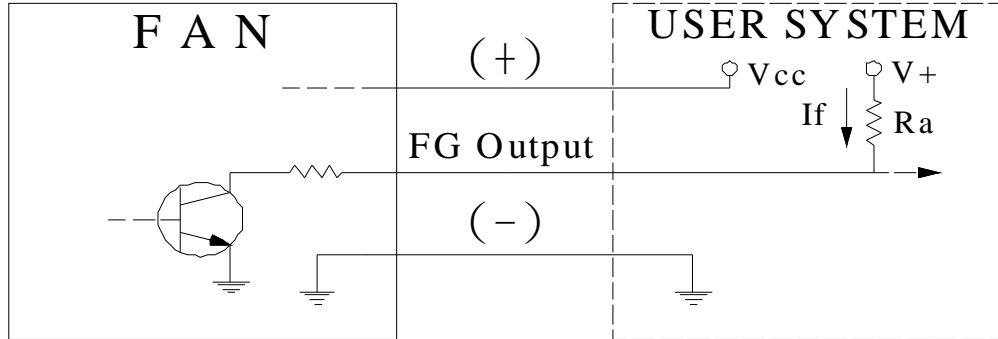 F A N
USER SYSTEM
(+)
Vcc
V+
If
Ra
FG Output
(-)